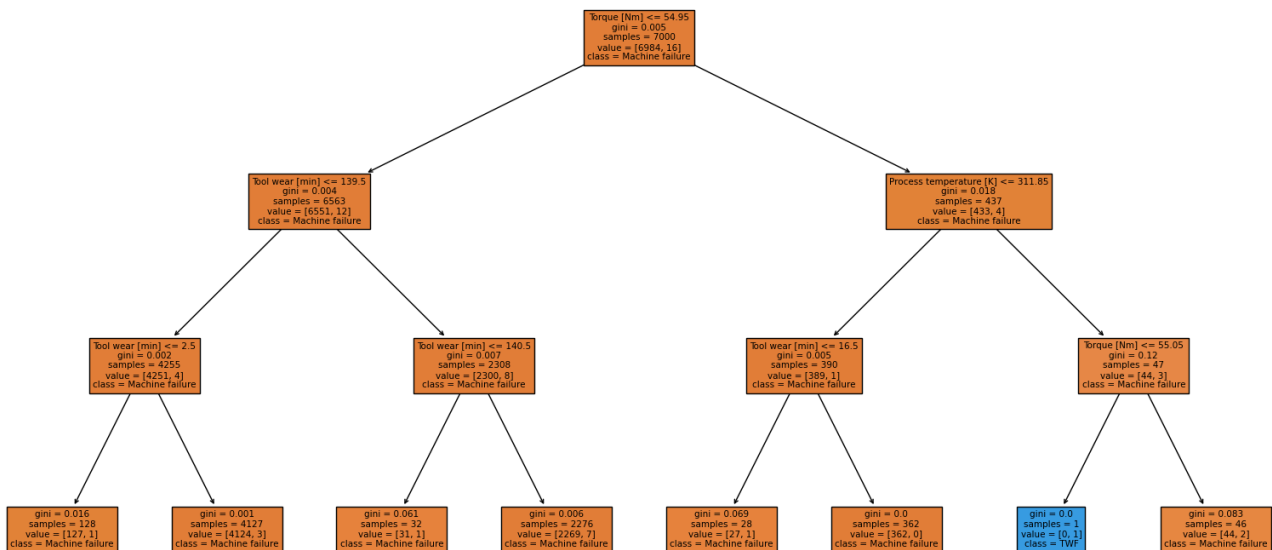 Torque [Nm] <= 54.95
gini = 0.005
samples = 7000
value = [6984, 16]
class = Machine failure
Tool wear [min] <= 139.5
gini = 0.004
samples = 6563
value = [6551, 12]
class = Machine failure
Process temperature [K] <= 311.85
gini = 0.018
samples = 437
value = [433, 4]
class = Machine failure
Tool wear [min] <= 2.5
gini = 0.002
samples = 4255
value = [4251, 4]
class = Machine failure
Tool wear [min] <= 140.5
gini = 0.007
samples = 2308
value = [2300, 8]
class = Machine failure
Tool wear [min] <= 16.5
gini = 0.005
samples = 390
value = [389, 1]
class = Machine failure
Torque [Nm] <= 55.05
gini = 0.12
samples = 47
value = [44, 3]
class = Machine failure
gini = 0.016
samples = 128
value = [127, 1]
class = Machine failure
gini = 0.001
samples = 4127
value = [4124, 3]
class = Machine failure
gini = 0.061
samples = 32
value = [31, 1]
class = Machine failure
gini = 0.006
samples = 2276
value = [2269, 7]
class = Machine failure
gini = 0.069
samples = 28
value = [27, 1]
class = Machine failure
gini = 0.0
samples = 362
value = [362, 0]
class = Machine failure
gini = 0.0
samples = 1
value = [0, 1]
class = TWF
gini = 0.083
samples = 46
value = [44, 2]
class = Machine failure